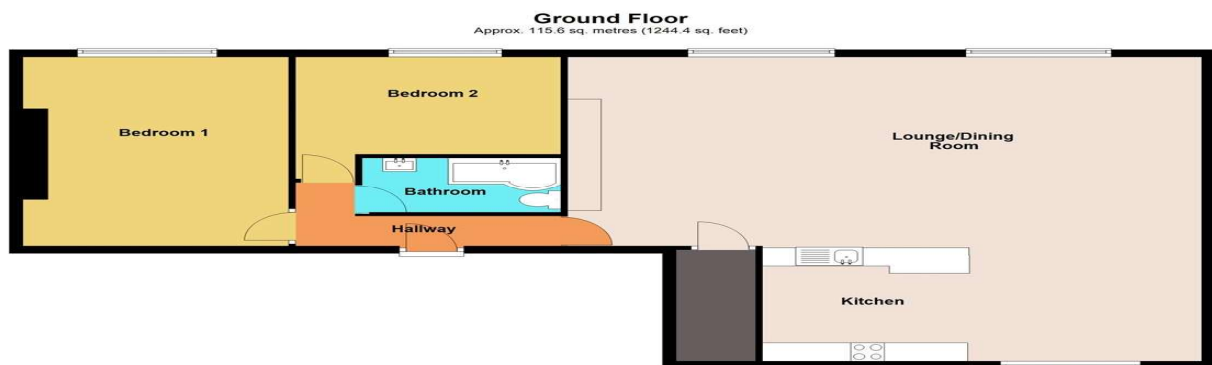 Ground Floor
Approx. 115.6 sq. metres (1244.4 sq. feet)
Bedroom 2
Bedroom 1
Lounge/Dining
Room
Bathroom
Hallway
Kitchen